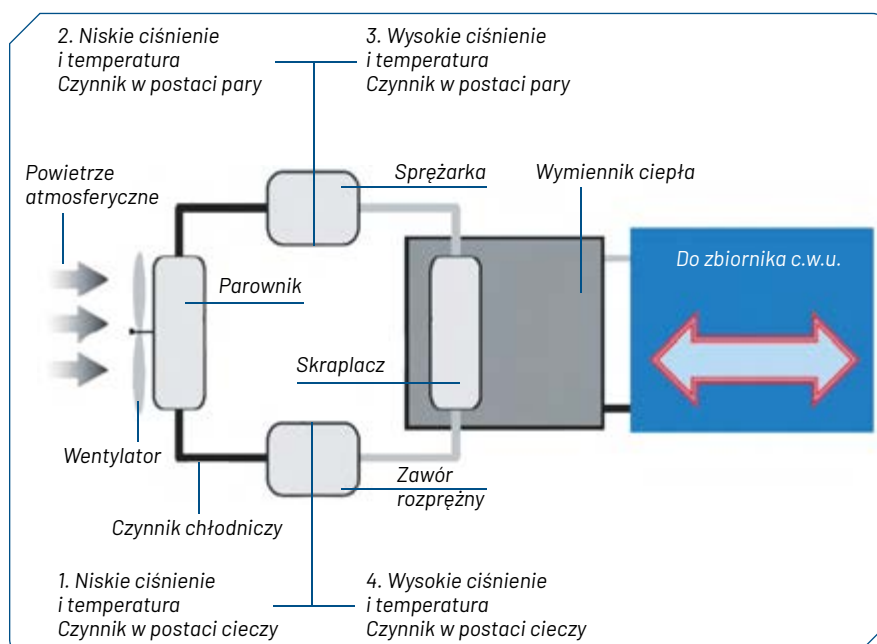 2. Niskie ciśnienie
i temperatura
Czynnik w postaci pary
3. Wysokie ciśnienie
i temperatura
Czynnik w postaci pary
Powietrze
atmosferyczne
Sprężarka
Wymiennik ciepła
Do zbiornika c.w.u.
Parownik
Skraplacz
Wentylator
Zawór
rozprężny
Czynnik chłodniczy
1. Niskie ciśnienie
i temperatura
Czynnik w postaci cieczy
4. Wysokie ciśnienie
i temperatura
Czynnik w postaci cieczy